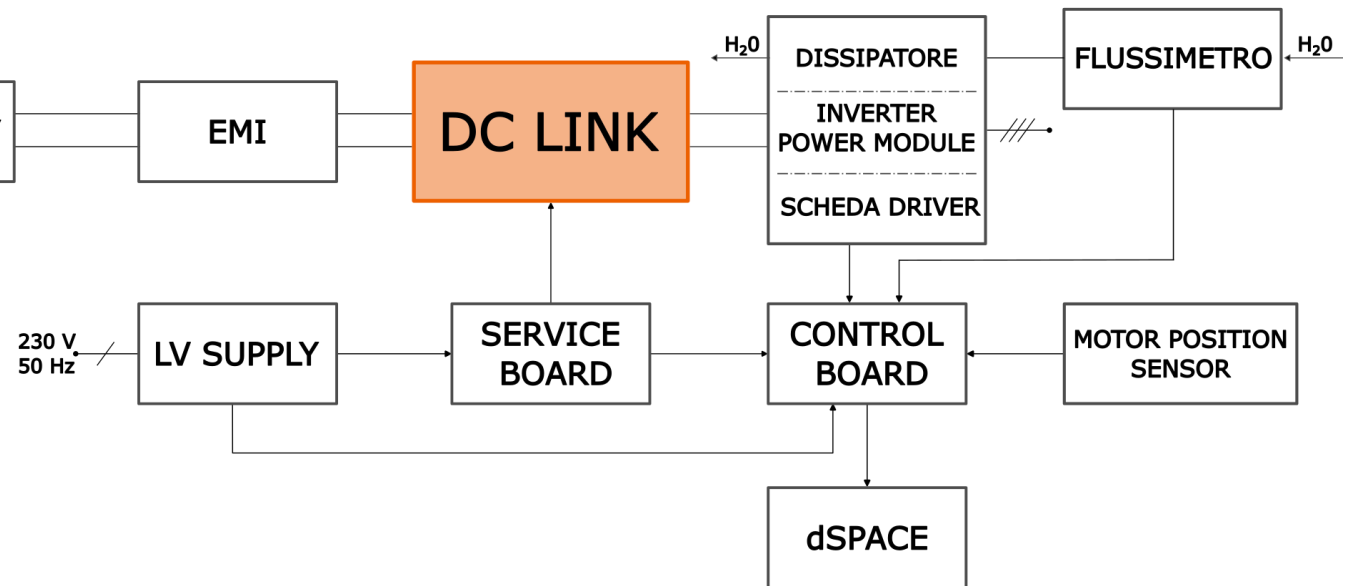 H₂0
DISSIPATORE
FLUSSIMETRO
H₂0
EMI
DC LINK
INVERTER
POWER MODULE
SCHEDA DRIVER
230 V
50 Hz
LV SUPPLY
SERVICE
BOARD
CONTROL
BOARD
MOTOR POSITION
SENSOR
dSPACE